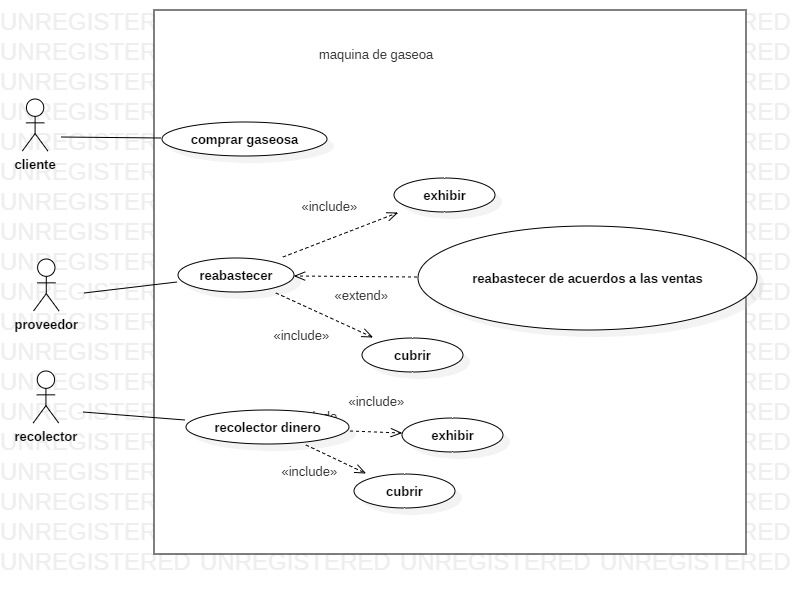 maquina de gaseoa
comprar gaseosa
cliente
exhibir
«include»
reabastecer
reabastecer de acuerdos a las ventas
«extend»
proveedor
«include»
cubrir
«include»
recolector dinero
exhibir
recolector
«include»
cubrir
UNREGISTERED UNREGISTERED UNREGISTERED UNREGISTERED